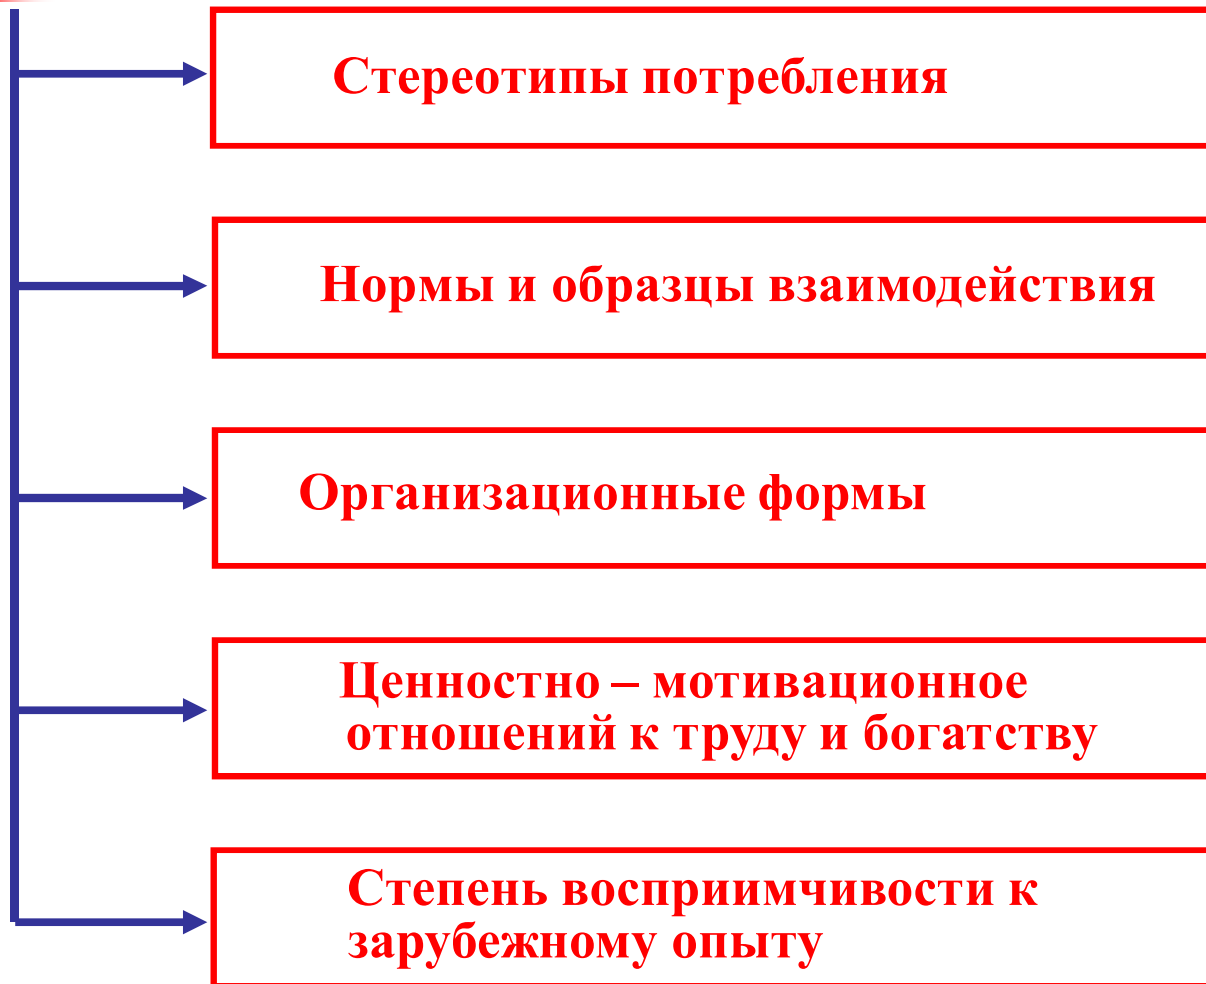 Стереотипы потребления
Нормы и образцы взаимодействия
Организационные формы
Ценностно – мотивационное
отношений к труду и богатству
Степень восприимчивости к
зарубежному опыту